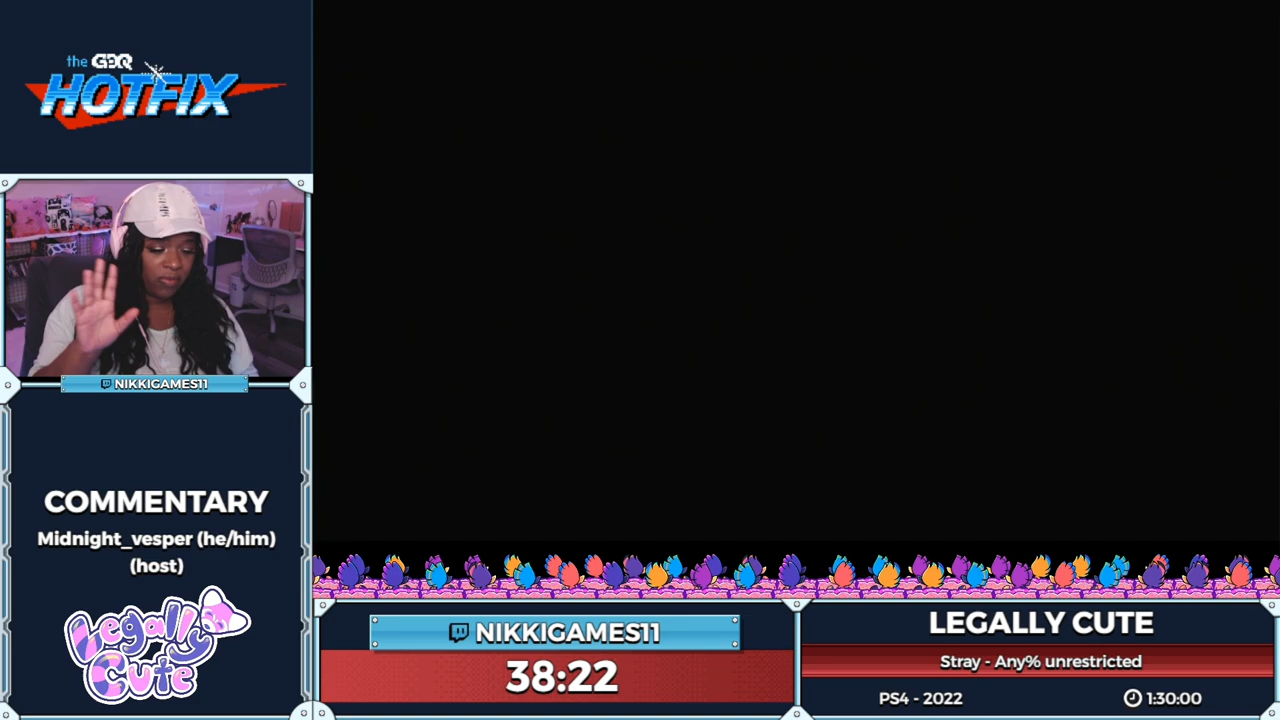 the GDQ
HOTFIX
NIKKIGAMES11
COMMENTARY
Midnight_vesper (he/him)
(host)
Legally
Cute
NIKKIGAMES11
38:22
LEGALLY CUTE
Stray - Any% unrestricted
PS4 - 2022
1:30:00